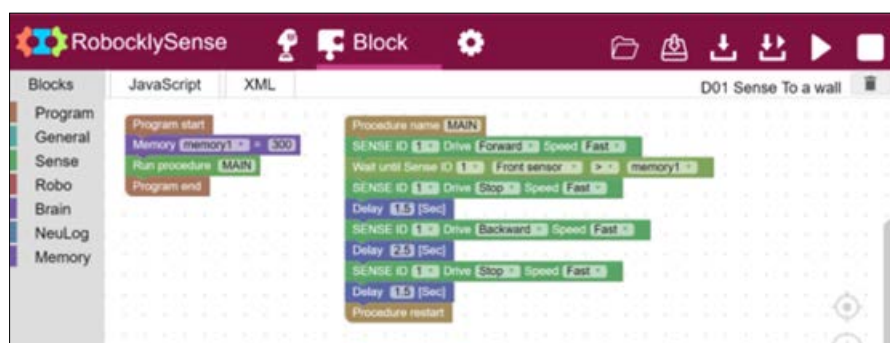 RobocklySense Block
Blocks JavaScript XML D01 Sense To a wall
Program
General
Sense
Robo
Brain
NeuLog
Memory
Program start
Memory memory1 = 300
Run procedure MAIN
Program end
Procedure name MAIN
SENSE ID 1 Drive Forward Speed Fast
Wait until Sense ID 1 Front sensor > memory1
SENSE ID 1 Drive Stop Speed Fast
Delay 1.5 [Sec]
SENSE ID 1 Drive Backward Speed Fast
Delay 2.5 [Sec]
SENSE ID 1 Drive Stop Speed Fast
Delay 1.5 [Sec]
Procedure restart